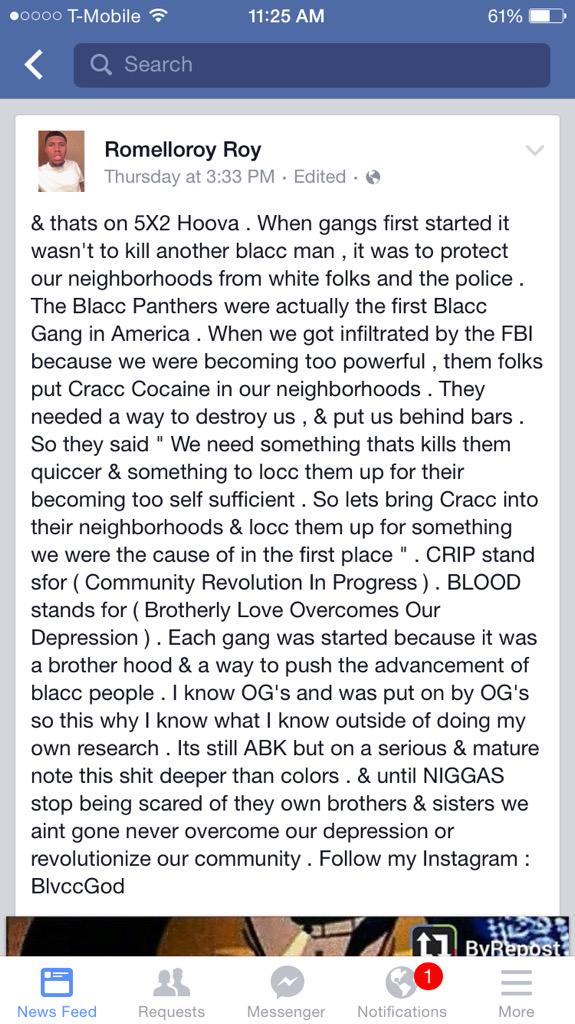 T-Mobile 11:25 AM 61%
Search
Romelloroy Roy
Thursday at 3:33 PM · Edited ·
& thats on 5X2 Hoova . When gangs first started it
wasn't to kill another blacc man , it was to protect
our neighborhoods from white folks and the police .
The Blacc Panthers were actually the first Blacc
Gang in America . When we got infiltrated by the FBI
because we were becoming too powerful , them folks
put Cracc Cocaine in our neighborhoods . They
needed a way to destroy us , & put us behind bars .
So they said " We need something thats kills them
quiccer & something to locc them up for their
becoming too self sufficient . So lets bring Cracc into
their neighborhoods & locc them up for something
we were the cause of in the first place " . CRIP stand
sfor ( Community Revolution In Progress ) . BLOOD
stands for ( Brotherly Love Overcomes Our
Depression ) . Each gang was started because it was
a brother hood & a way to push the advancement of
blacc people . I know OG's and was put on by OG's
so this why I know what I know outside of doing my
own research . Its still ABK but on a serious & mature
note this shit deeper than colors . & until NIGGAS
stop being scared of they own brothers & sisters we
aint gone never overcome our depression or
revolutionize our community . Follow my Instagram :
BlvccGod
ByRepost
1
News Feed Requests Messenger Notifications More